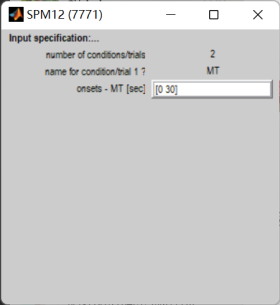 SPM12 (7771)
Input specification:...
number of conditions/trials 2
name for condition/trial 1 ? MT
onsets - MT [sec] [0 30]